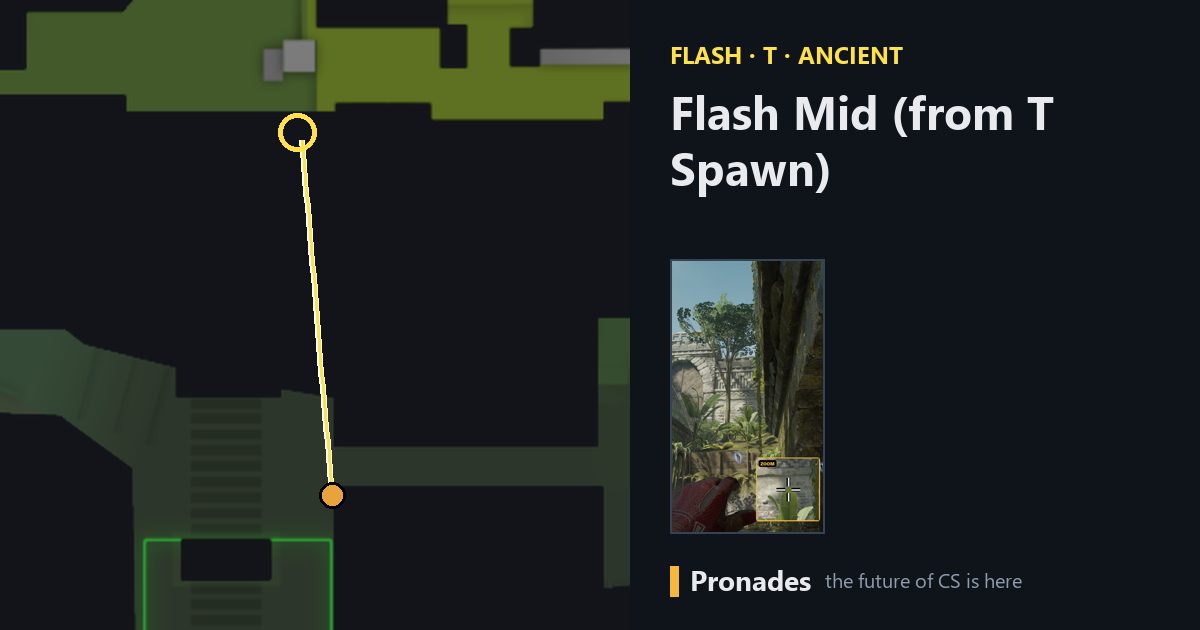 FLASH · T · ANCIENT
Flash Mid (from T
Spawn)
ZOOM
Pronades the future of CS is here